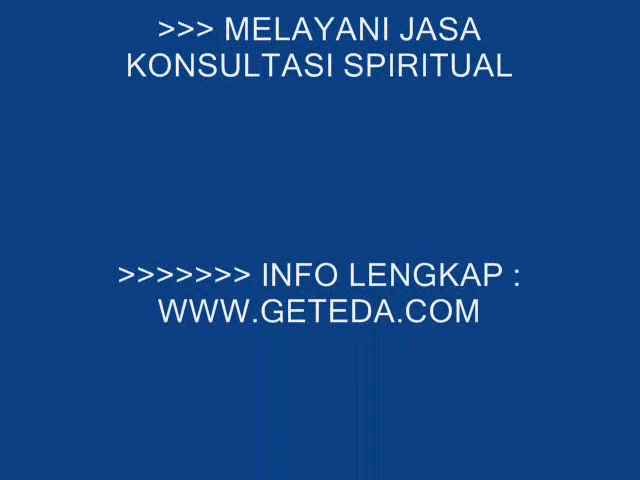 >>> MELAYANI JASA
KONSULTASI SPIRITUAL
>>>>>>> INFO LENGKAP :
WWW.GETEDA.COM